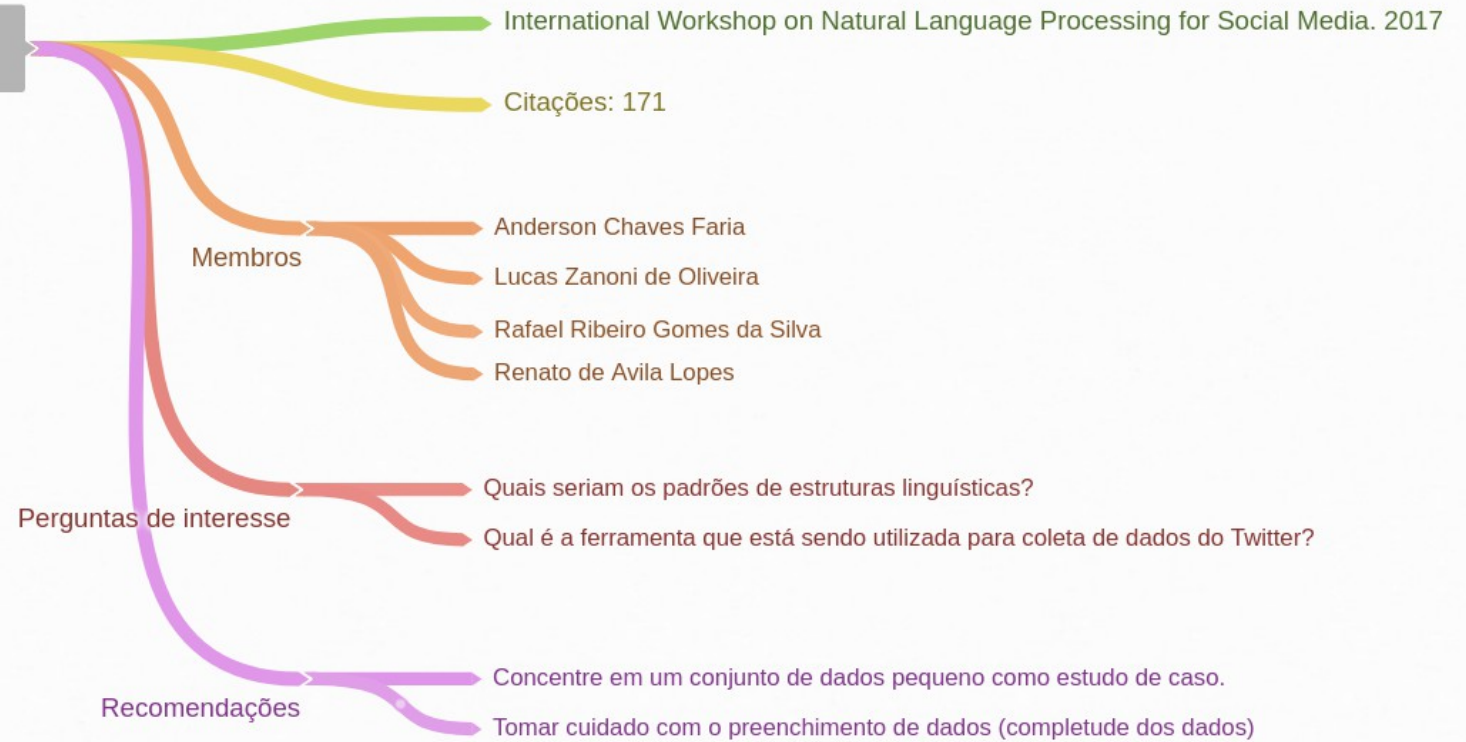 International Workshop on Natural Language Processing for Social Media. 2017
Citações: 171
Membros
Anderson Chaves Faria
Lucas Zanoni de Oliveira
Rafael Ribeiro Gomes da Silva
Renato de Avila Lopes
Perguntas de interesse
Quais seriam os padrões de estruturas linguísticas?
Qual é a ferramenta que está sendo utilizada para coleta de dados do Twitter?
Recomendações
Concentre em um conjunto de dados pequeno como estudo de caso.
Tomar cuidado com o preenchimento de dados (completude dos dados)